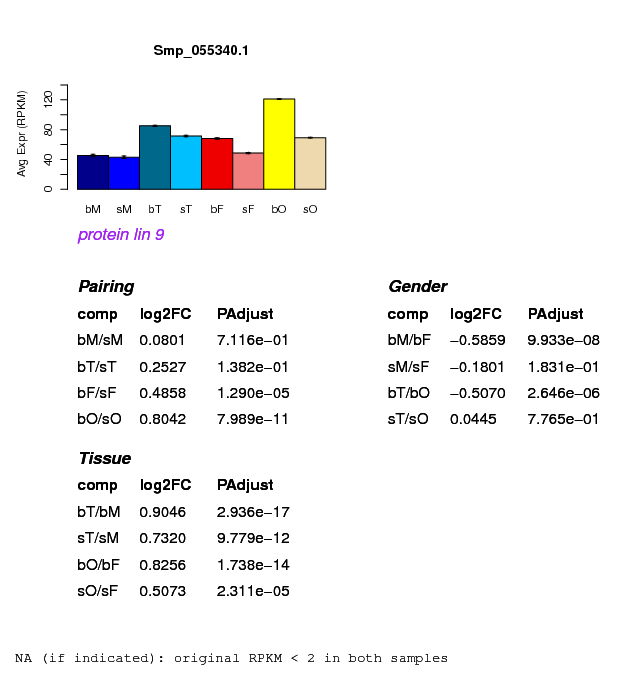 Smp_055340.1
Avg Expr (RPKM)
0 40 80 120
bM sM bT sT bF sF bO sO
protein lin 9
Pairing Gender
comp log2FC PAdjust comp log2FC PAdjust
bM/sM 0.0801 7.116e−01 bM/bF −0.5859 9.933e−08
bT/sT 0.2527 1.382e−01 sM/sF −0.1801 1.831e−01
bF/sF 0.4858 1.290e−05 bT/bO −0.5070 2.646e−06
bO/sO 0.8042 7.989e−11 sT/sO 0.0445 7.765e−01
Tissue
comp log2FC PAdjust
bT/bM 0.9046 2.936e−17
sT/sM 0.7320 9.779e−12
bO/bF 0.8256 1.738e−14
sO/sF 0.5073 2.311e−05
NA (if indicated): original RPKM < 2 in both samples